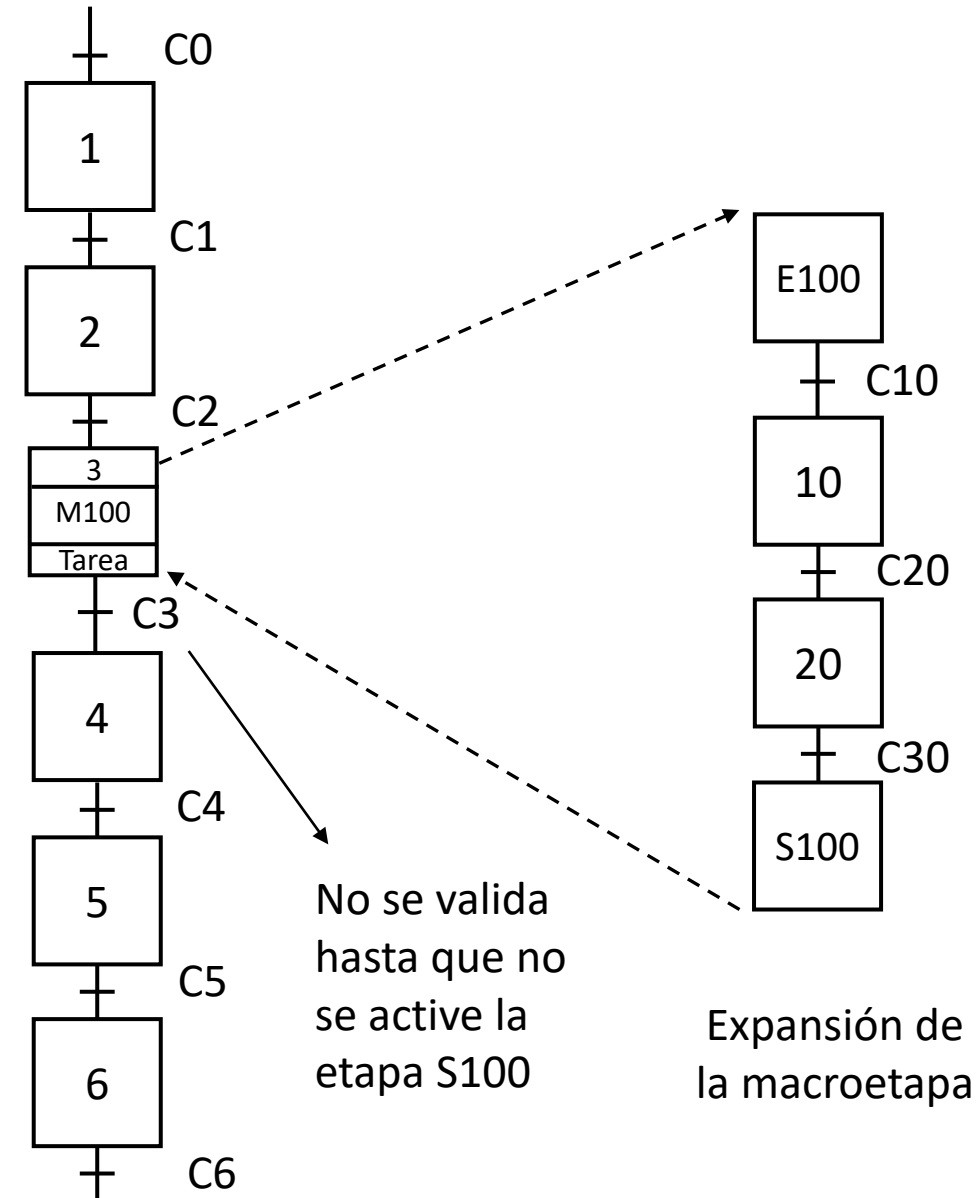 C0
1
C1
2
C2
3
M100
Tarea
C3
4
C4
5
C5
6
C6
E100
C10
10
C20
20
C30
S100
No se valida
hasta que no
se active la
etapa S100
Expansión de
la macroetapa